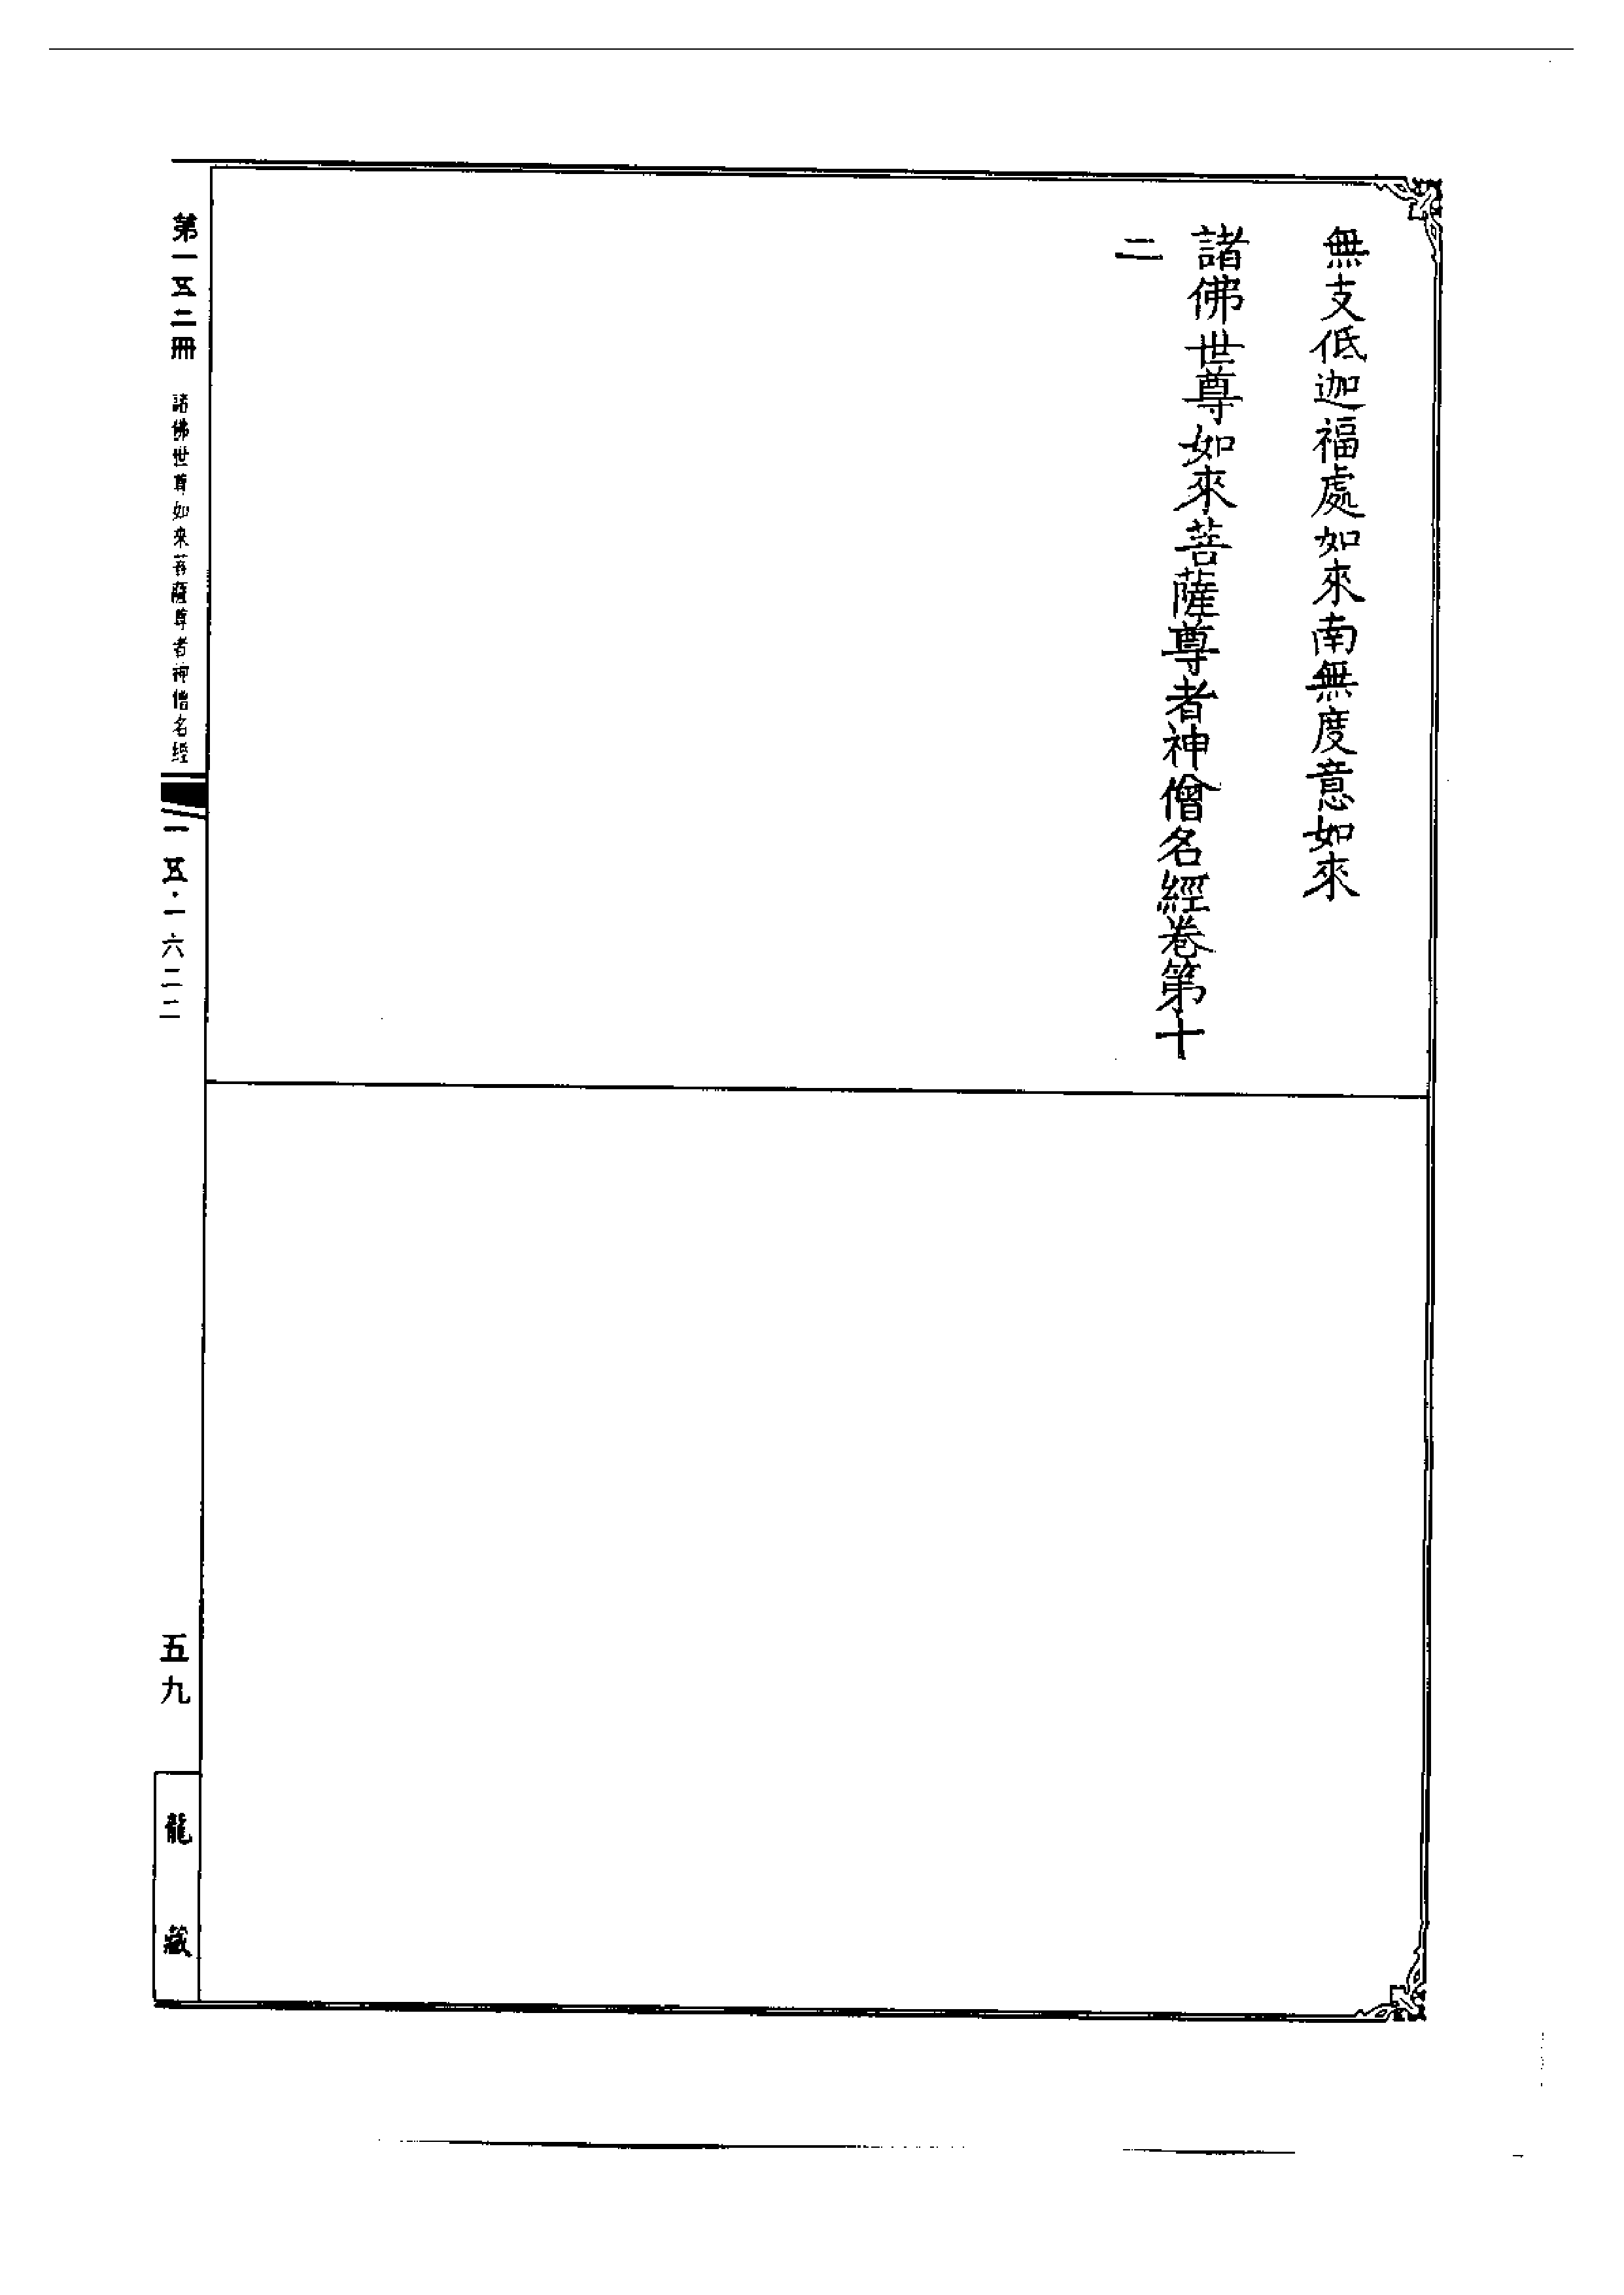 無支低迦福處如來南無度意如來
諸佛世尊如來菩薩尊者神僧名經卷第十
二
第一五二冊 諸佛世尊如來菩薩尊者神僧名經
一五·一六二二
五九
龍藏